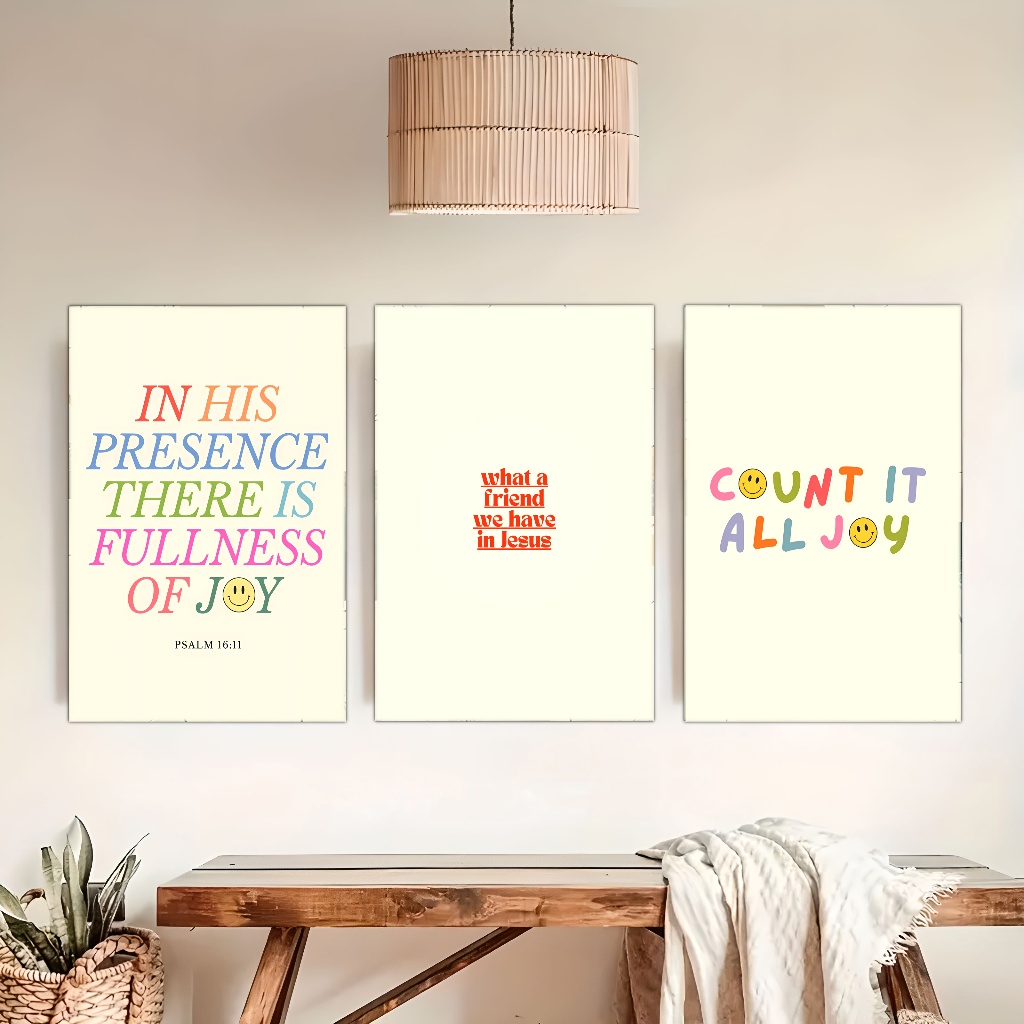 IN HIS
PRESENCE
THERE IS
FULLNESS
OF JOY
PSALM 16:11
what a
friend
we have
in Jesus
COUNT IT
ALL JOY